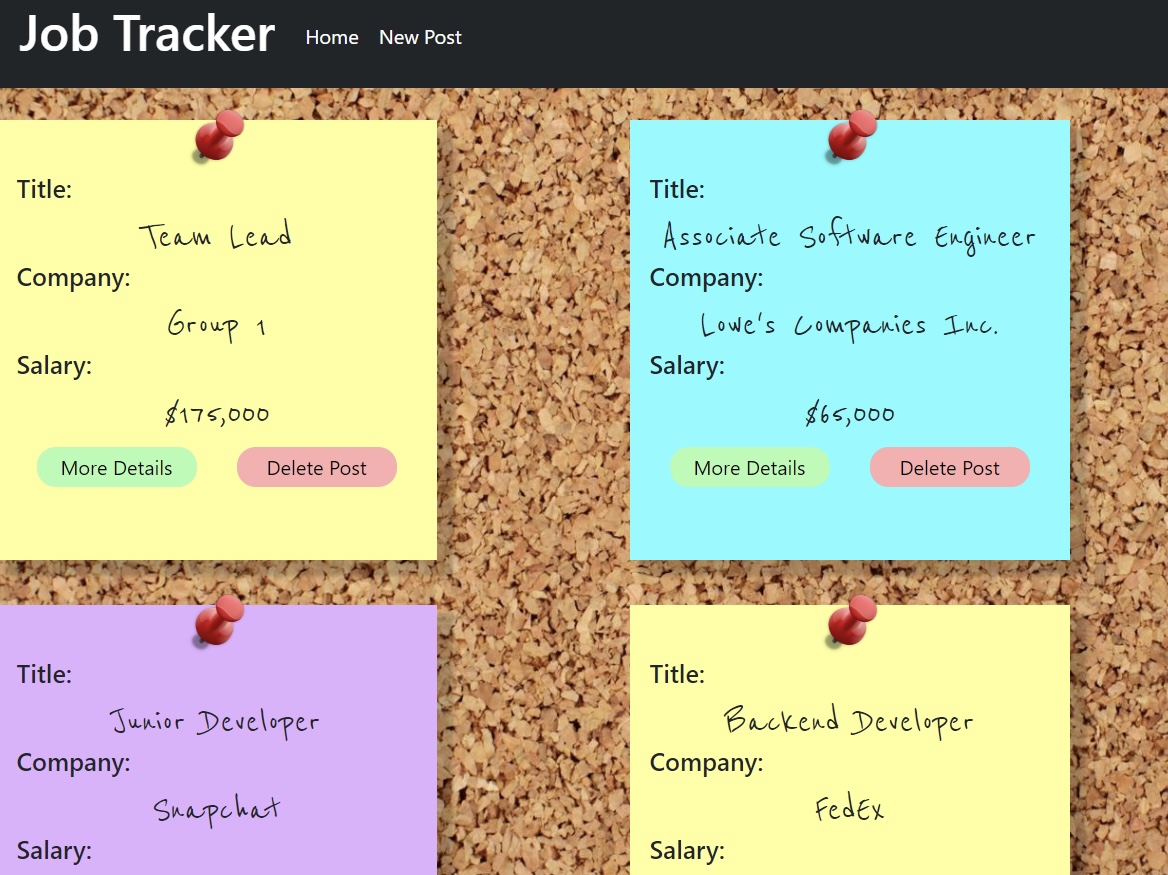 Job Tracker Home New Post
Title:
Team Lead
Company:
Group 1
Salary:
$175,000
More Details Delete Post
Title:
Associate Software Engineer
Company:
Lowe's Companies Inc.
Salary:
$65,000
More Details Delete Post
Title:
Junior Developer
Company:
Snapchat
Salary:
Title:
Backend Developer
Company:
FedEx
Salary: